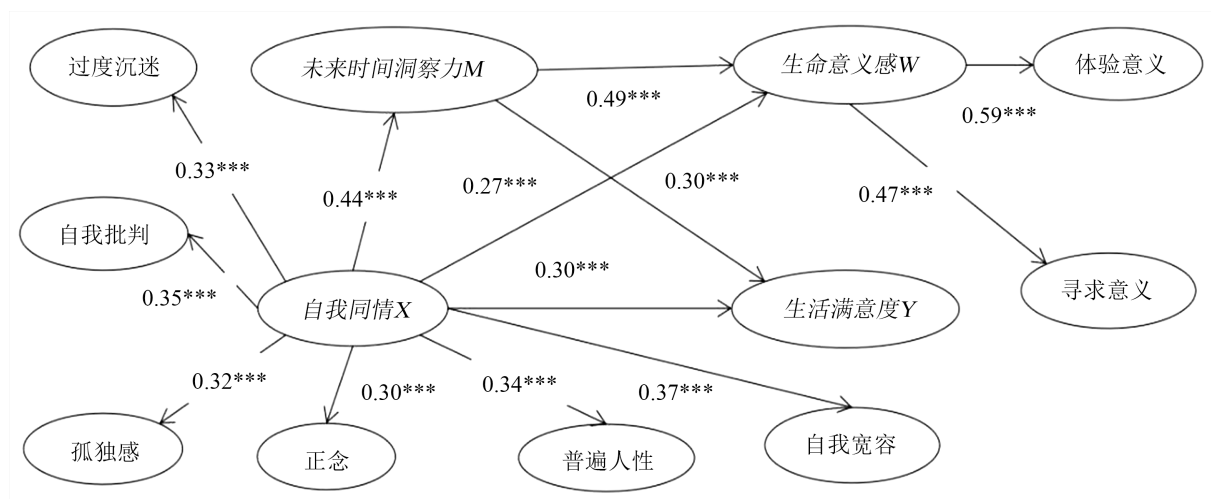 过度沉迷
未来时间洞察力M
生命意义感W
体验意义
0.49***
0.59***
0.33***
0.44***
0.27***
0.30***
0.47***
自我批判
0.35***
0.30***
自我同情X
生活满意度Y
寻求意义
0.32***
0.30***
0.34***
0.37***
孤独感
正念
普遍人性
自我宽容